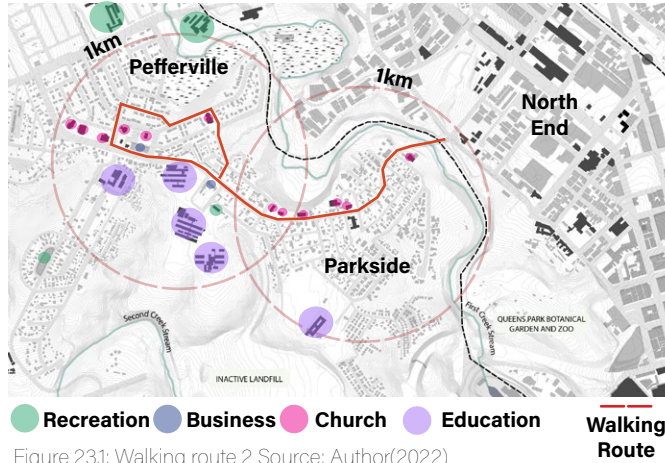 1km
Pefferville
1km
North
End
Parkside
Second Creek Stream
First Creek Stream
QUEENS PARK BOTANICAL
GARDEN AND ZOO
INACTIVE LANDFILL
Recreation Business Church Education
Walking
Route
Figure 23.1: Walking route 2 Source: Author(2022)